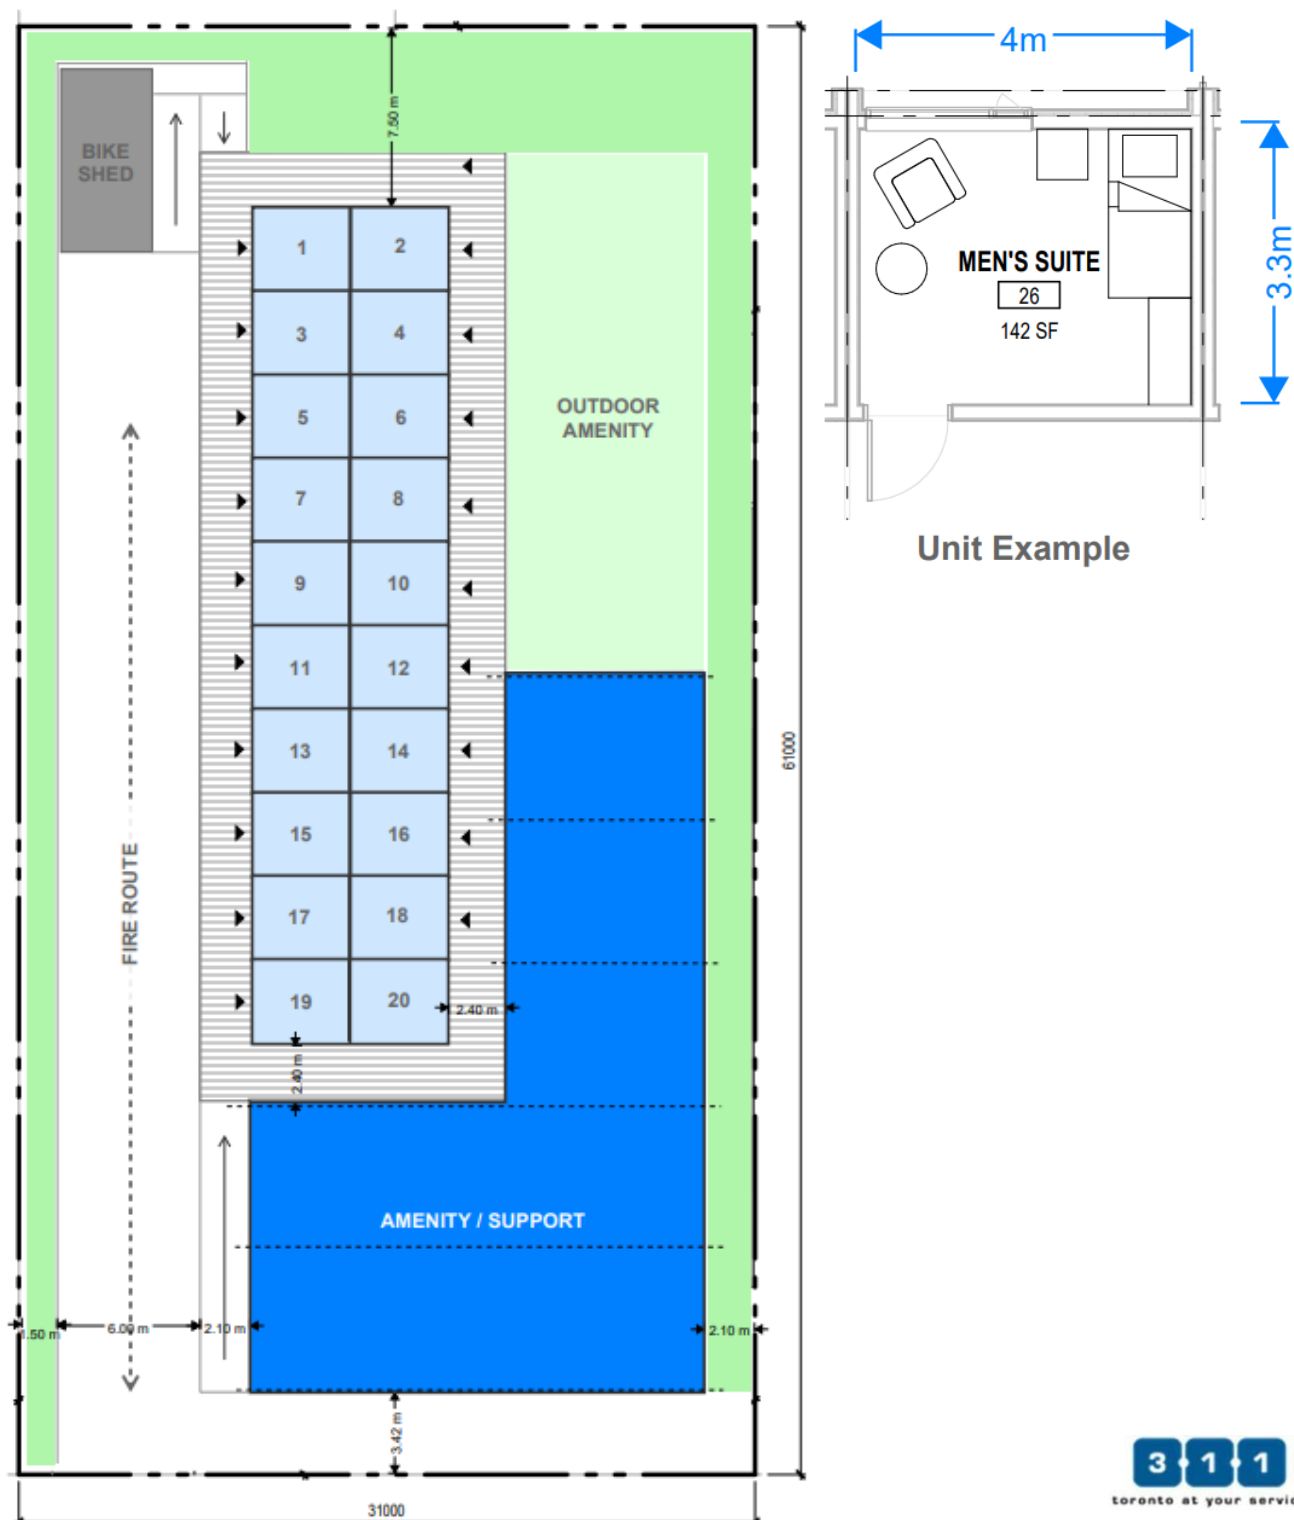 4m
7.50 m
BIKE
SHED
3.3m
MEN'S SUITE
26
142 SF
1
2
3
4
OUTDOOR
AMENITY
5
6
7
8
Unit Example
9
10
11
12
13
14
61000
15
16
FIRE ROUTE
17
18
19
20
2.40 m
2.40 m
AMENITY / SUPPORT
1.50 m
6.00 m
2.10 m
2.10 m
3.42 m
31000
3 1 1
toronto at your servic